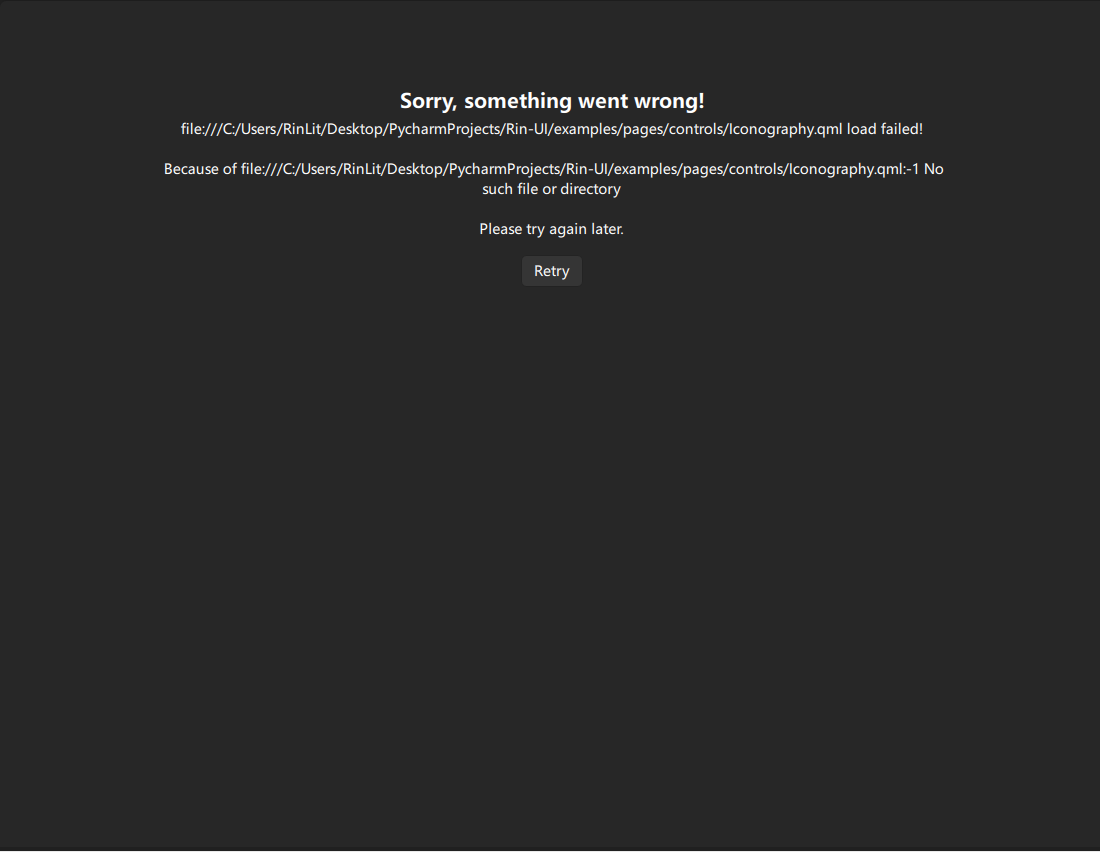 Sorry, something went wrong!
file:///C:/Users/RinLit/Desktop/PycharmProjects/Rin-UI/examples/pages/controls/Iconography.qml load failed!
Because of file:///C:/Users/RinLit/Desktop/PycharmProjects/Rin-UI/examples/pages/controls/Iconography.qml:-1 No
such file or directory
Please try again later.
Retry